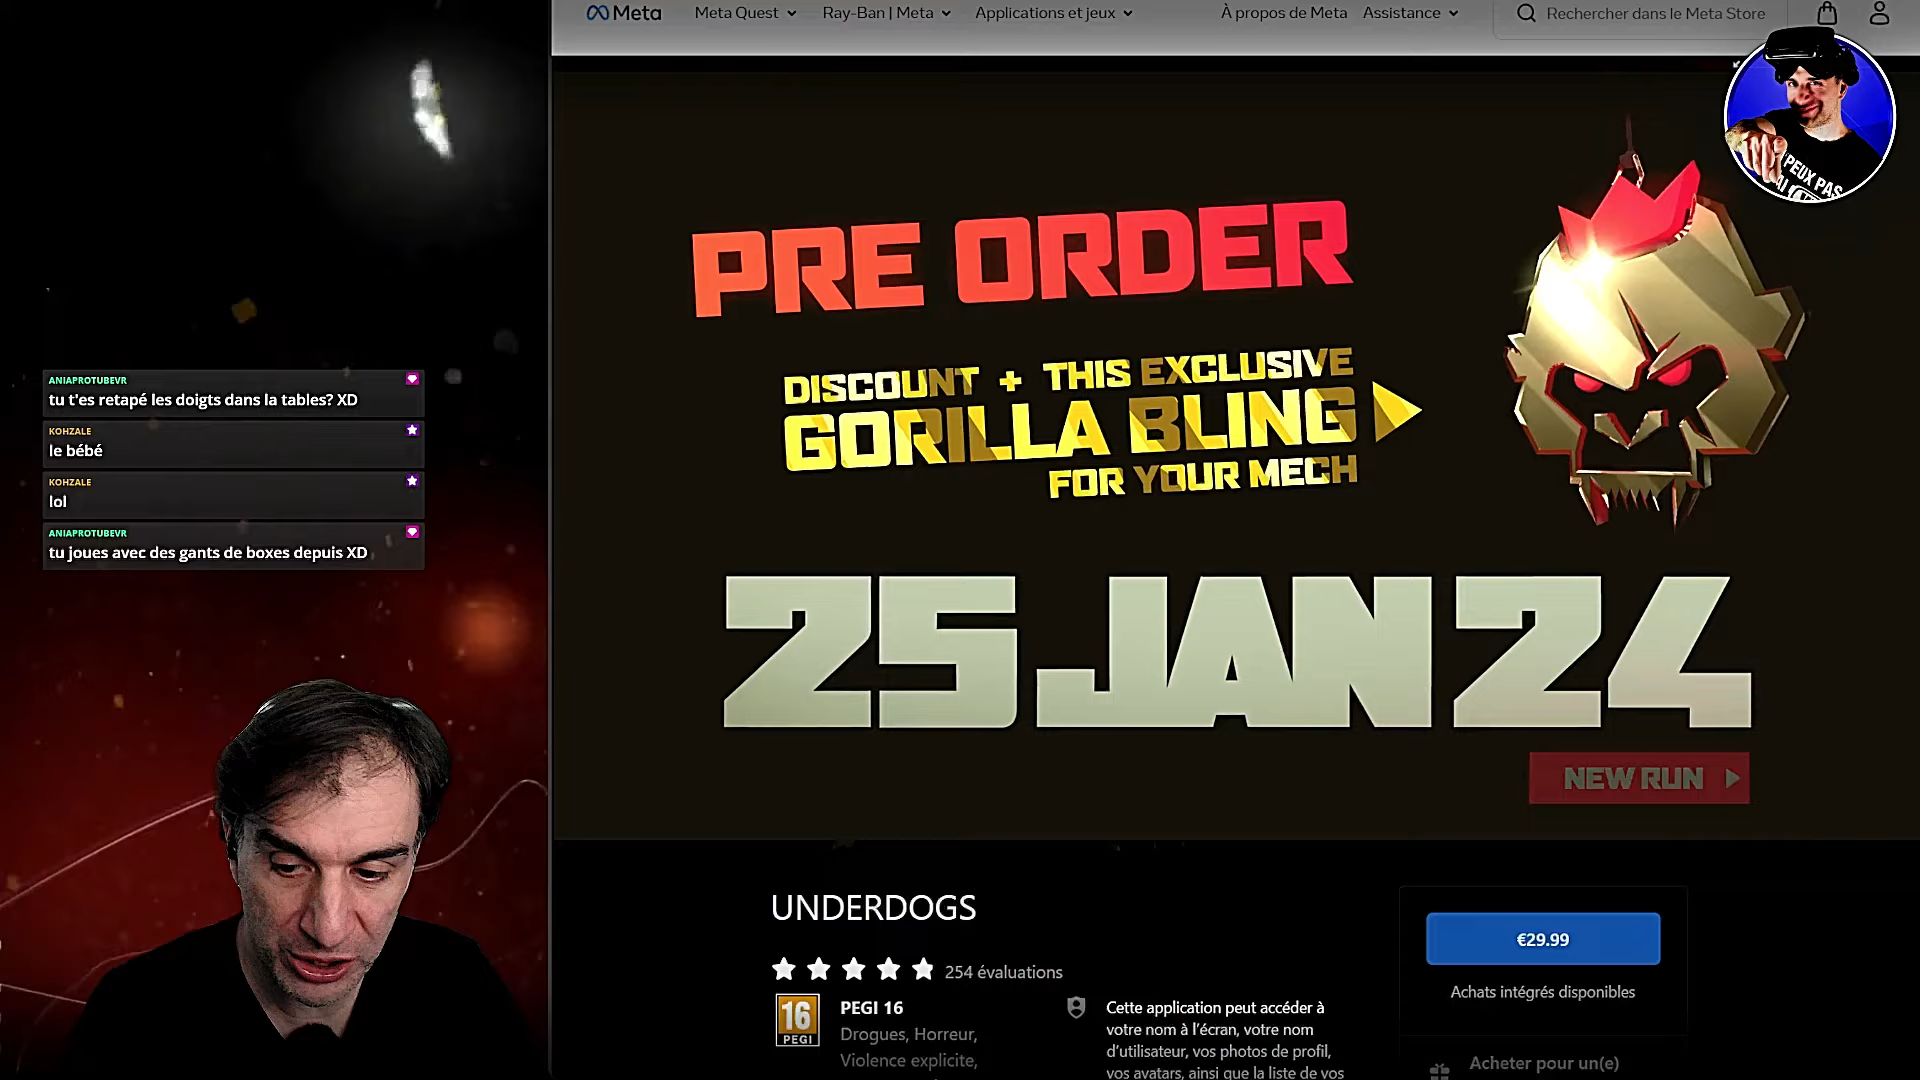 Meta
Meta Quest
Ray-Ban | Meta
Applications et jeux
À propos de Meta
Assistance
Rechercher dans le Meta Store
PEUX PAS
PRE ORDER
DISCOUNT + THIS EXCLUSIVE
GORILLA BLING
FOR YOUR MECH
25 JAN 24
NEW RUN
ANIAPROTUBEVR
tu t'es retapé les doigts dans la tables? XD
KOHZALE
le bébé
KOHZALE
lol
ANIAPROTUBEVR
tu joues avec des gants de boxes depuis XD
UNDERDOGS
254 évaluations
16
PEGI
PEGI 16
Drogues, Horreur,
Violence explicite,
Cette application peut accéder à
votre nom à l'écran, votre nom
d'utilisateur, vos photos de profil,
vos avatars, ainsi que la liste de vos
€29.99
Achats intégrés disponibles
Acheter pour un(e)